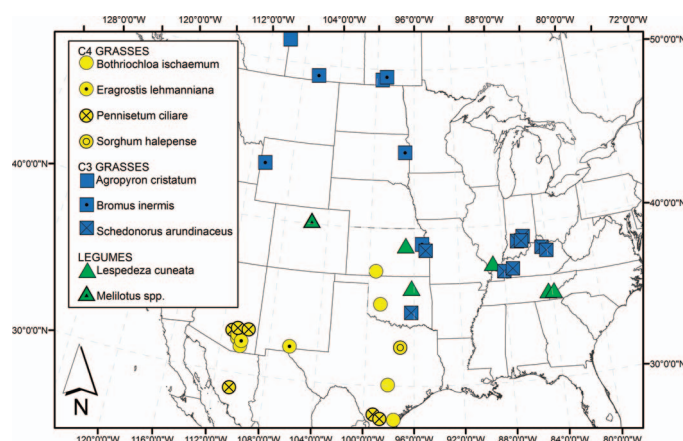 128°0'0"W 120°0'0"W 112°0'0"W 104°0'0"W 96°0'0"W 88°0'0"W 80°0'0"W 72°0'0"W
50°0'0"N
40°0'0"N
40°0'0"N
30°0'0"N
30°0'0"N
C4 GRASSES
Bothriochloa ischaemum
Eragrostis lehmanniana
Pennisetum ciliare
Sorghum halepense
C3 GRASSES
Agropyron cristatum
Bromus inermis
Schedonorus arundinaceus
LEGUMES
Lespedeza cuneata
Melilotus spp.
N
120°0'0"W 116°0'0"W 112°0'0"W 108°0'0"W 104°0'0"W 100°0'0"W 96°0'0"W 92°0'0"W 88°0'0"W 84°0'0"W 80°0'0"W